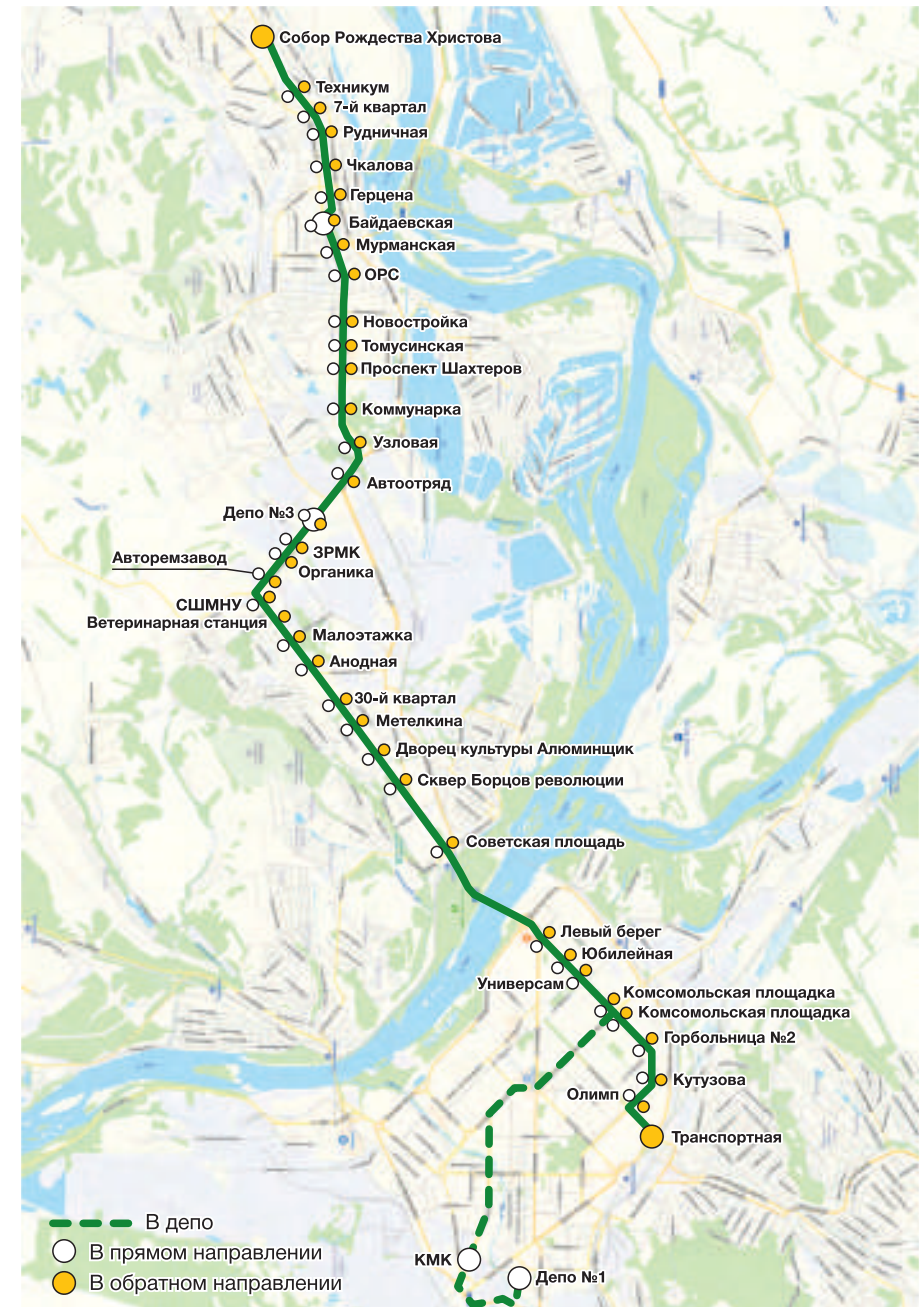 Собор Рождества Христова
Техникум
7-й квартал
Рудничная
Чкалова
Герцена
Байдаевская
Мурманская
ОРС
Новостройка
Томусинская
Проспект Шахтеров
Коммунарка
Узловая
Автоотряд
Депо №3
ЗРМК
Авторемзавод
Органика
СШМНУ
Ветеринарная станция
Малоэтажка
Анодная
30-й квартал
Метелкина
Дворец культуры Алюминщик
Сквер Борцов революции
Советская площадь
Левый берег
Юбилейная
Универсам
Комсомольская площадка
Комсомольская площадка
Горбольница №2
Кутузова
Олимп
Транспортная
КМК
Депо №1
В депо
В прямом направлении
В обратном направлении